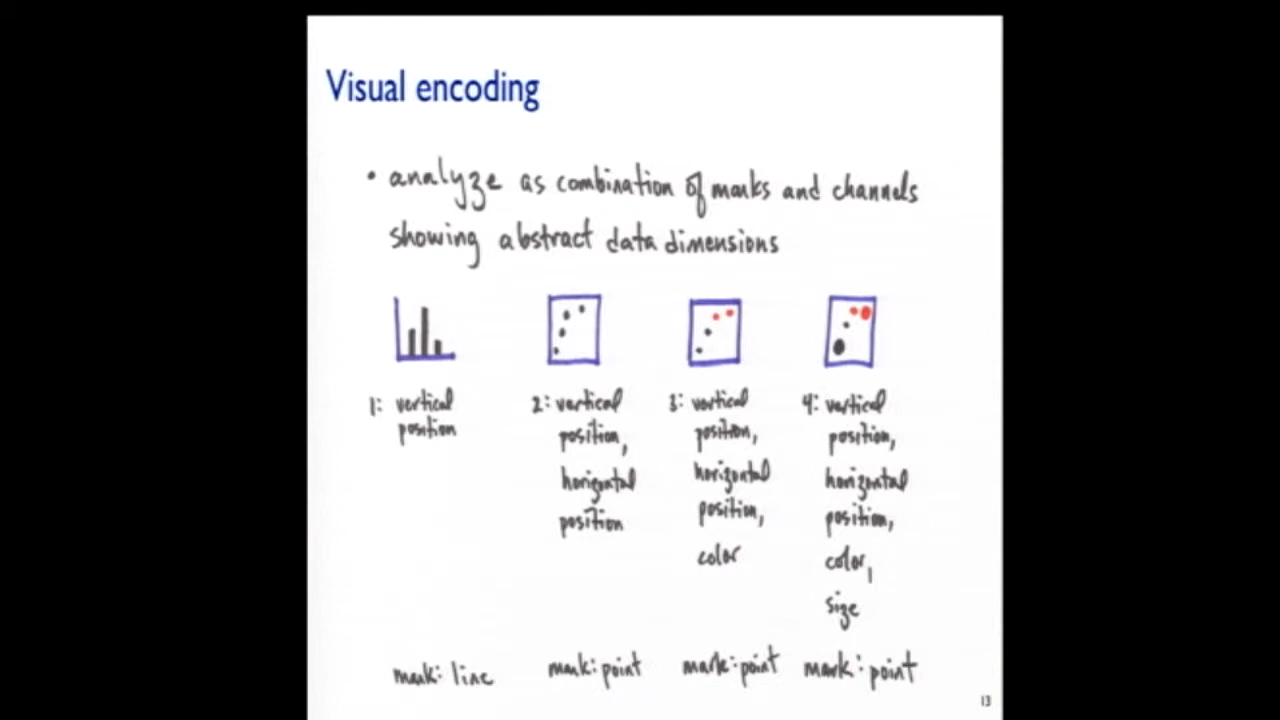 Visual encoding
• analyze as combination of marks and channels
showing abstract data dimensions
1: vertical
position
2: vertical
position,
horizontal
position
3: vertical
position,
horizontal
position,
color
4: vertical
position,
horizontal
position,
color,
size
mark: line
mark: point
mark: point
mark: point
13